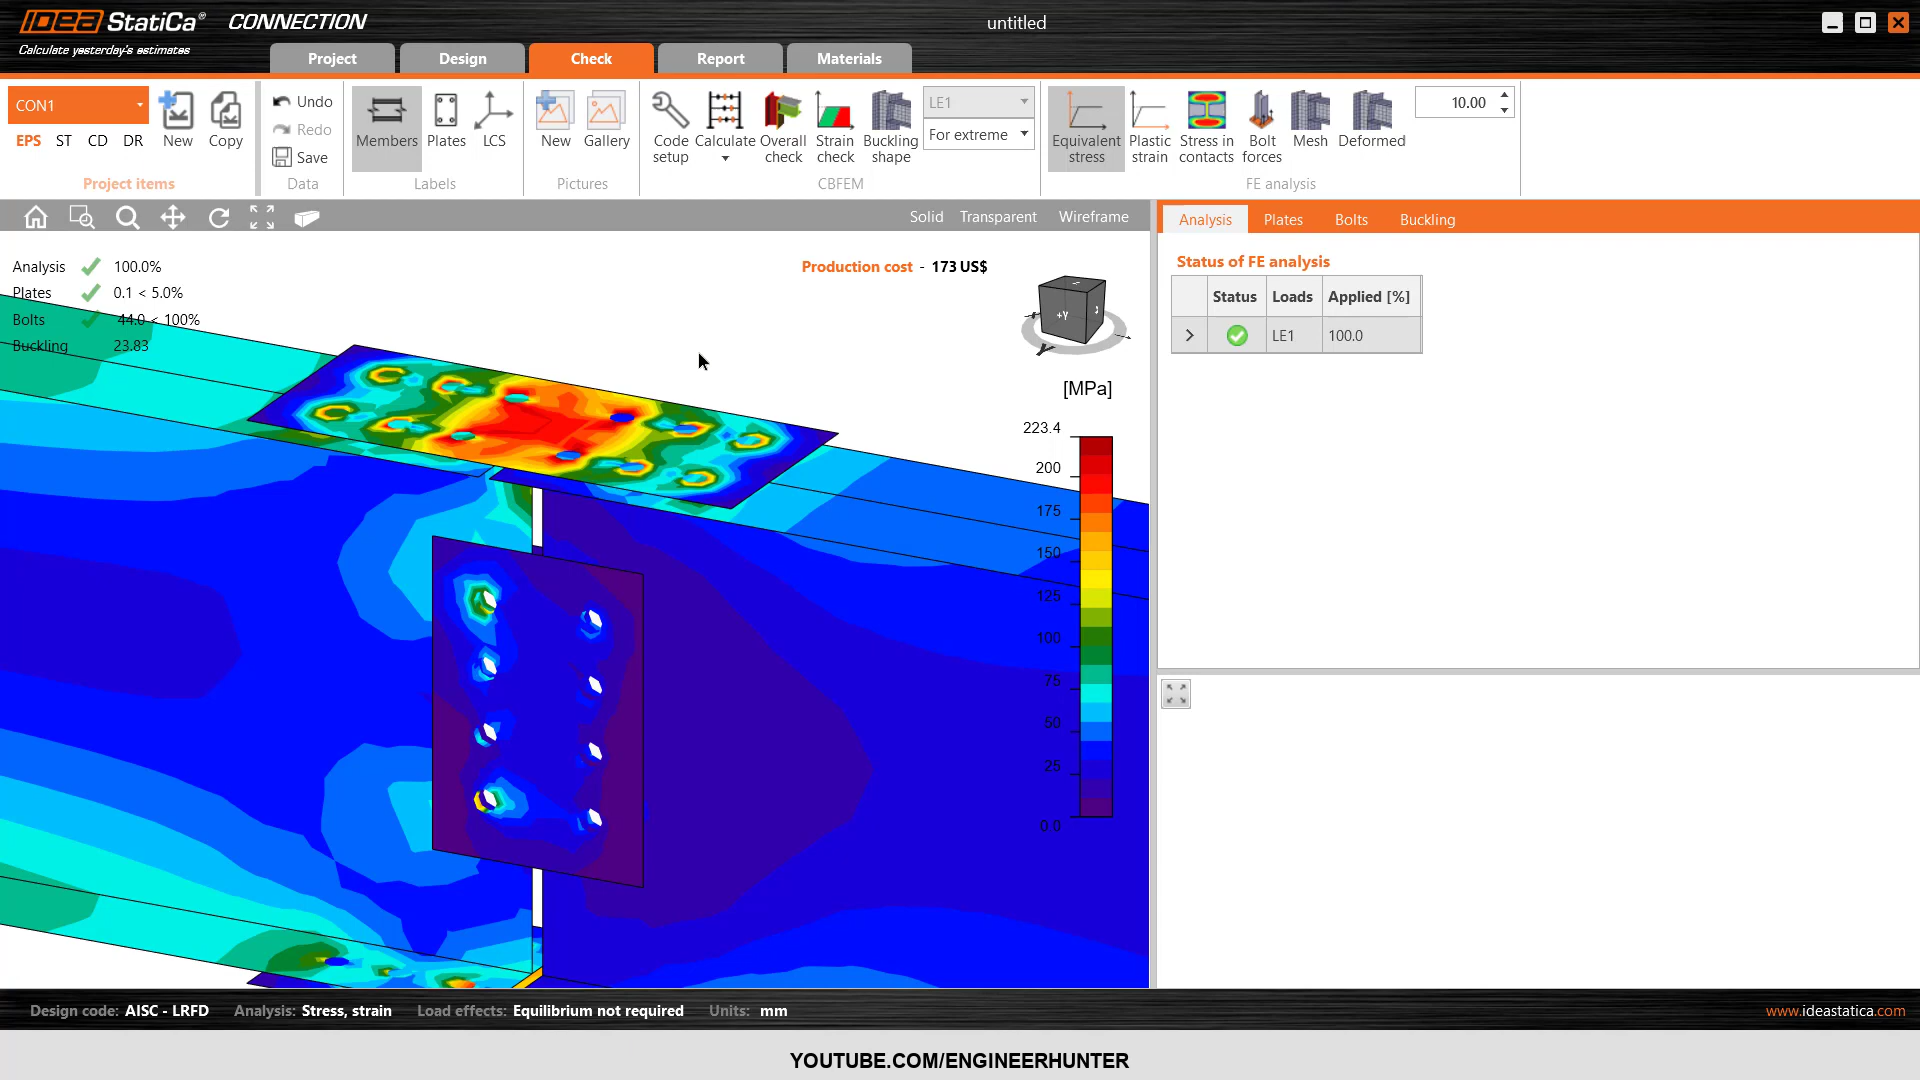 IDEA StatiCa® CONNECTION
Calculate yesterday's estimates
untitled
Project Design Check Report Materials
CON1
EPS ST CD DR
New Copy
Project items
Undo
Redo
Save
Data
Members Plates LCS
Labels
New Gallery
Pictures
Code setup
Calculate
Overall check
Strain check
Buckling shape
LE1
For extreme
CBFEM
Equivalent stress
Plastic strain
Stress in contacts
Bolt forces
Mesh
Deformed
FE analysis
10.00
Solid Transparent Wireframe
Analysis 100.0%
Plates 0.1 < 5.0%
Bolts 44.0 < 100%
Buckling 23.83
Production cost - 173 US$
+Y
[MPa]
223.4
200
175
150
125
100
75
50
25
0.0
Analysis Plates Bolts Buckling
Status of FE analysis
Status Loads Applied [%]
> LE1 100.0
Design code: AISC - LRFD Analysis: Stress, strain Load effects: Equilibrium not required Units: mm
www.ideastatica.com
YOUTUBE.COM/ENGINEERHUNTER